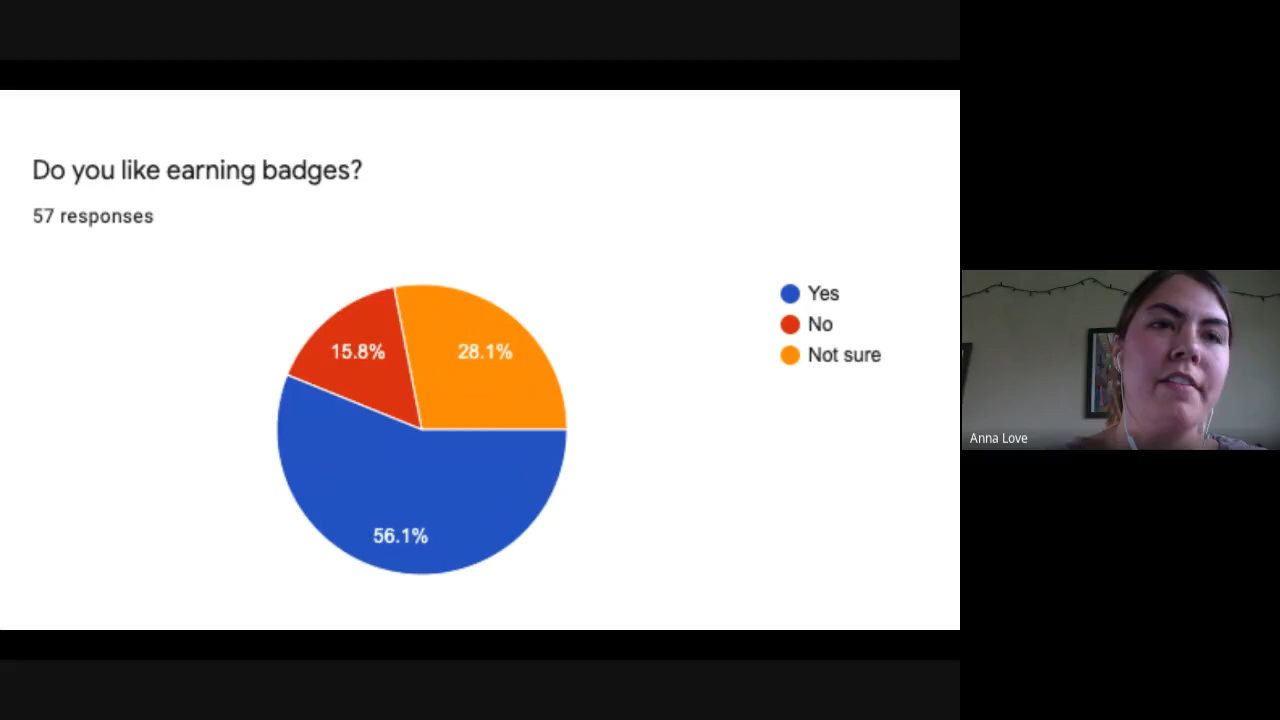 Do you like earning badges?
57 responses
Yes
No
Not sure
15.8%
28.1%
56.1%
Anna Love